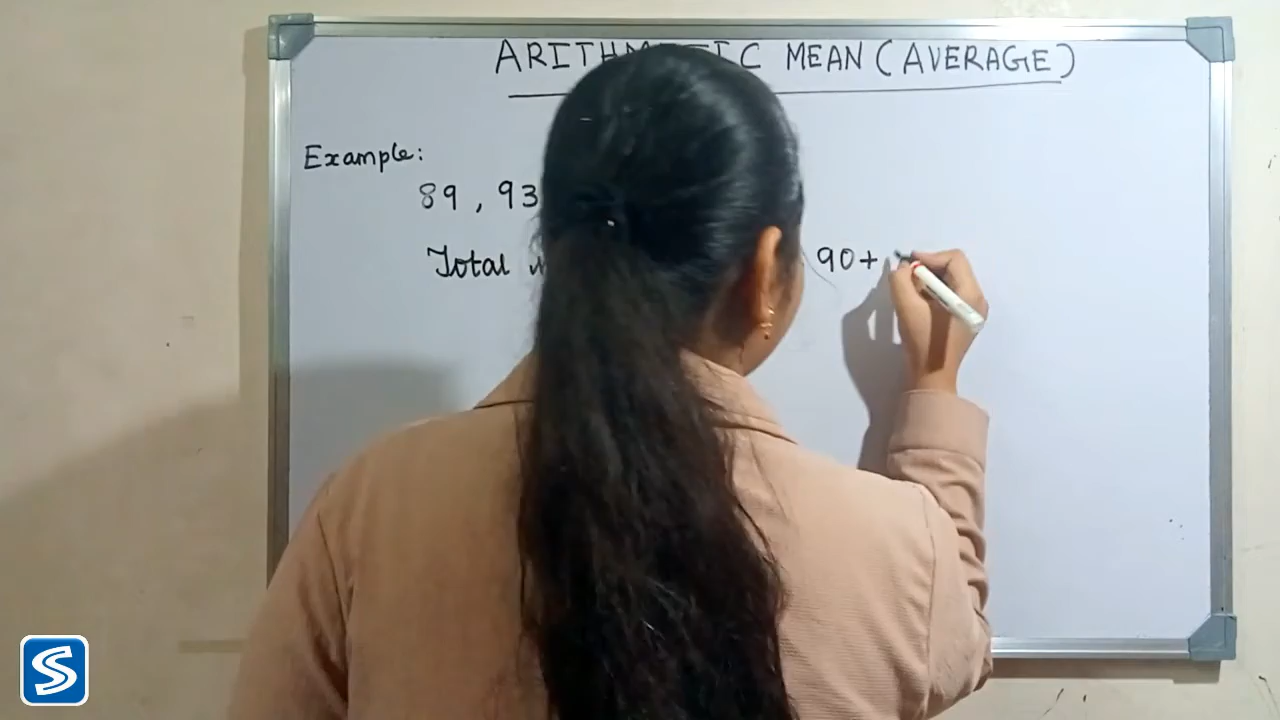 ARITHMETIC MEAN (AVERAGE)
Example:
89, 93
Total
90+
S